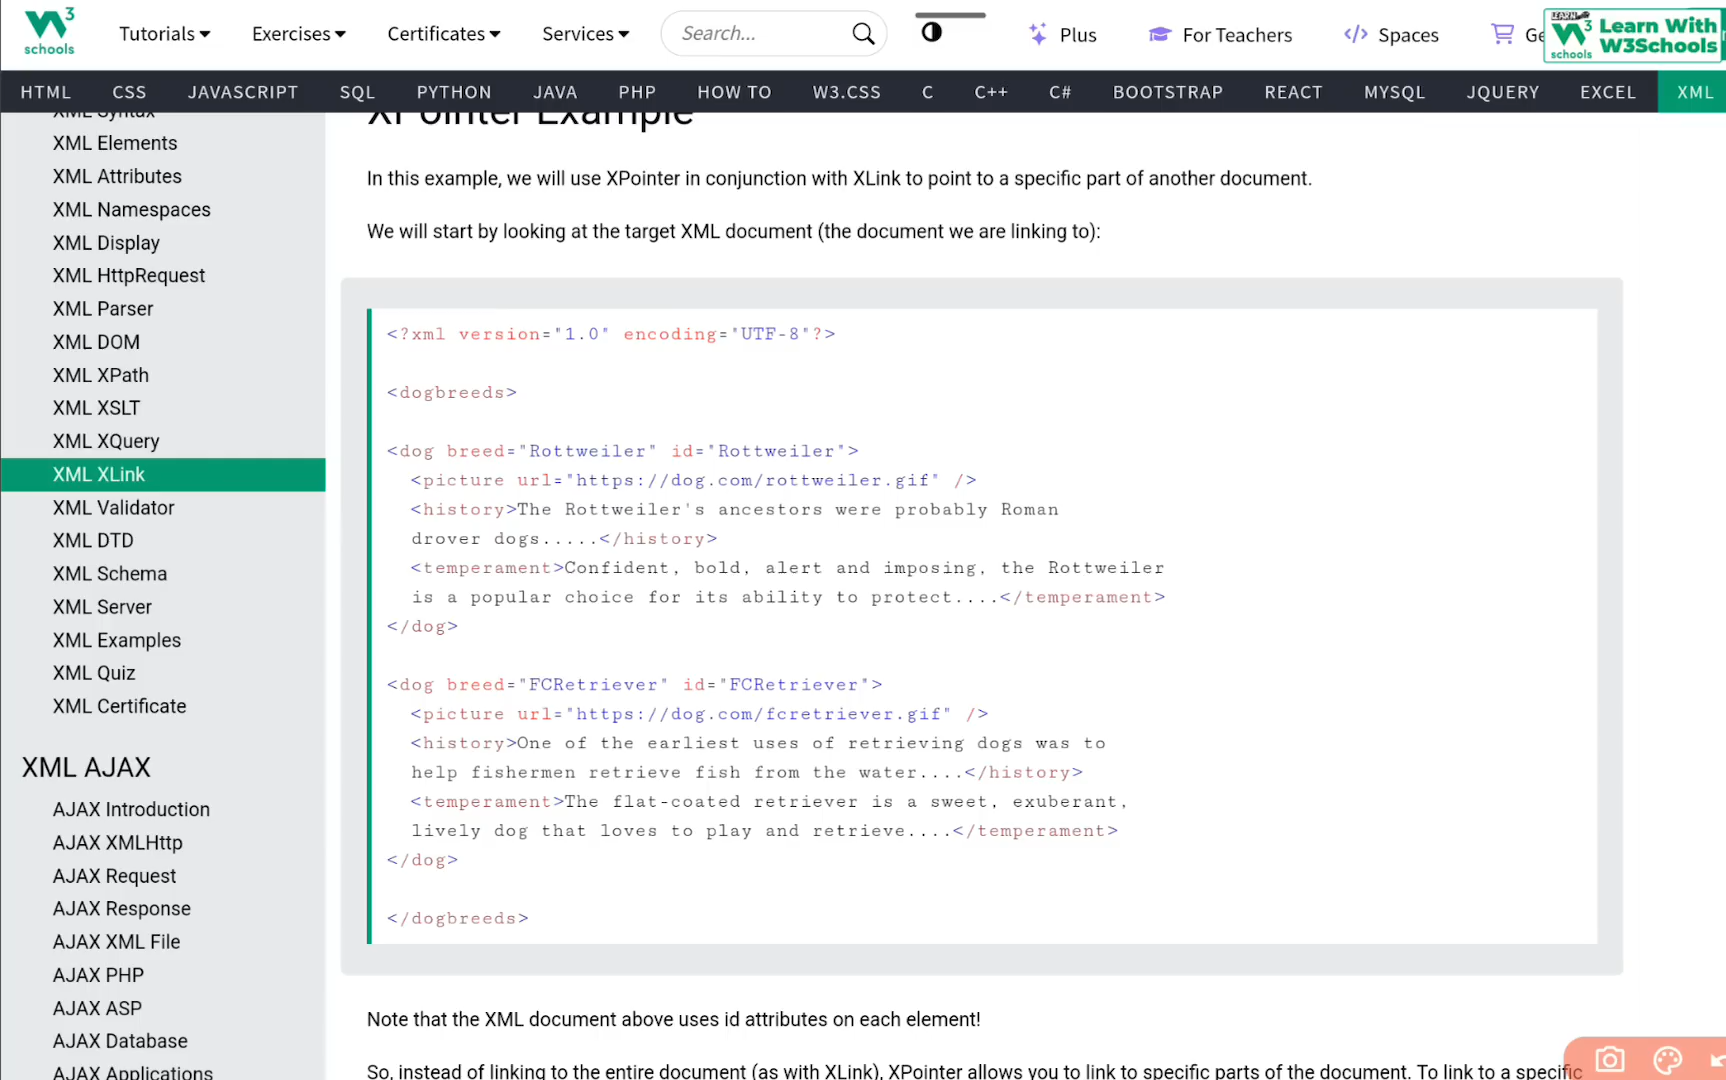 W3 schools
Tutorials
Exercises
Certificates
Services
Search...
Plus
For Teachers
Spaces
LEARN W3 schools
Learn With
W3Schools
HTML CSS JAVASCRIPT SQL PYTHON JAVA PHP HOW TO W3.CSS C C++ C# BOOTSTRAP REACT MYSQL JQUERY EXCEL XML
XML Syntax
XML Elements
XML Attributes
XML Namespaces
XML Display
XML HttpRequest
XML Parser
XML DOM
XML XPath
XML XSLT
XML XQuery
XML XLink
XML Validator
XML DTD
XML Schema
XML Server
XML Examples
XML Quiz
XML Certificate
XML AJAX
AJAX Introduction
AJAX XMLHttp
AJAX Request
AJAX Response
AJAX XML File
AJAX PHP
AJAX ASP
AJAX Database
AJAX Applications
XPointer Example
In this example, we will use XPointer in conjunction with XLink to point to a specific part of another document.
We will start by looking at the target XML document (the document we are linking to):
<?xml version="1.0" encoding="UTF-8"?>
<dogbreeds>
<dog breed="Rottweiler" id="Rottweiler">
<picture url="https://dog.com/rottweiler.gif" />
<history>The Rottweiler's ancestors were probably Roman
drover dogs.....</history>
<temperament>Confident, bold, alert and imposing, the Rottweiler
is a popular choice for its ability to protect....</temperament>
</dog>
<dog breed="FCRetriever" id="FCRetriever">
<picture url="https://dog.com/fcretriever.gif" />
<history>One of the earliest uses of retrieving dogs was to
help fishermen retrieve fish from the water....</history>
<temperament>The flat-coated retriever is a sweet, exuberant,
lively dog that loves to play and retrieve....</temperament>
</dog>
</dogbreeds>
Note that the XML document above uses id attributes on each element!
So, instead of linking to the entire document (as with XLink), XPointer allows you to link to specific parts of the document. To link to a specific